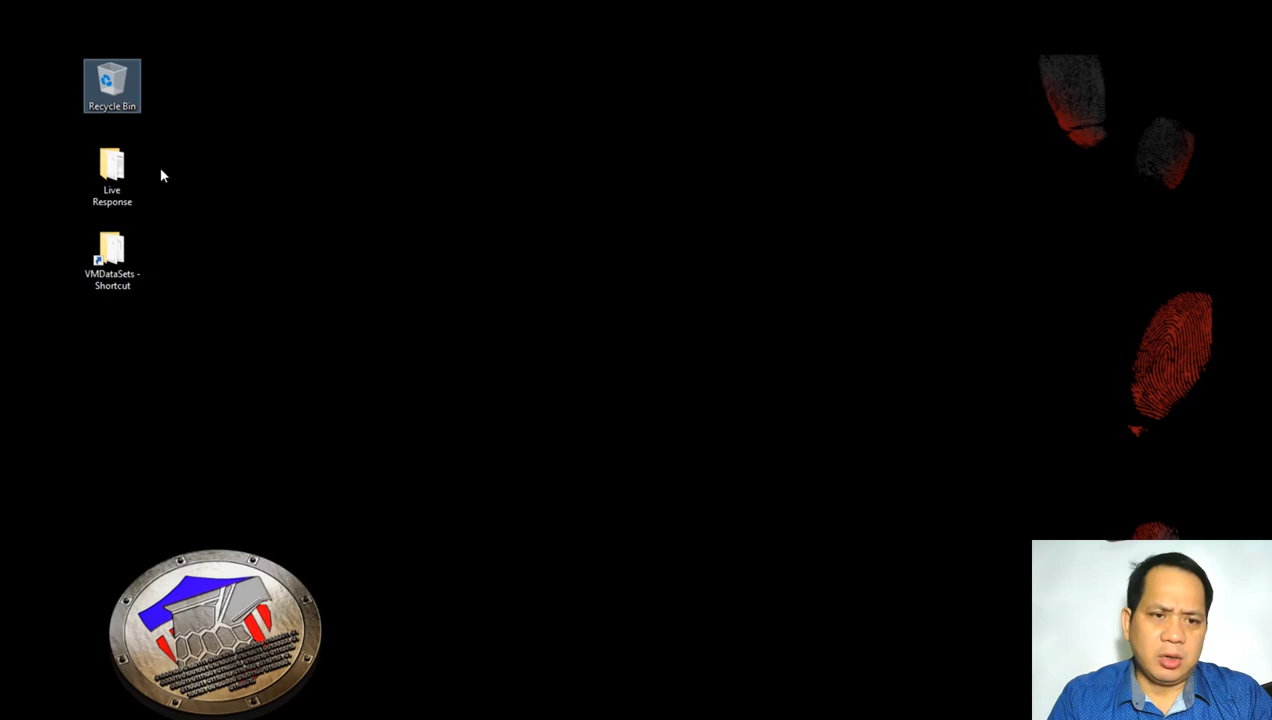 Recycle Bin
Live
Response
VMDataSets -
Shortcut